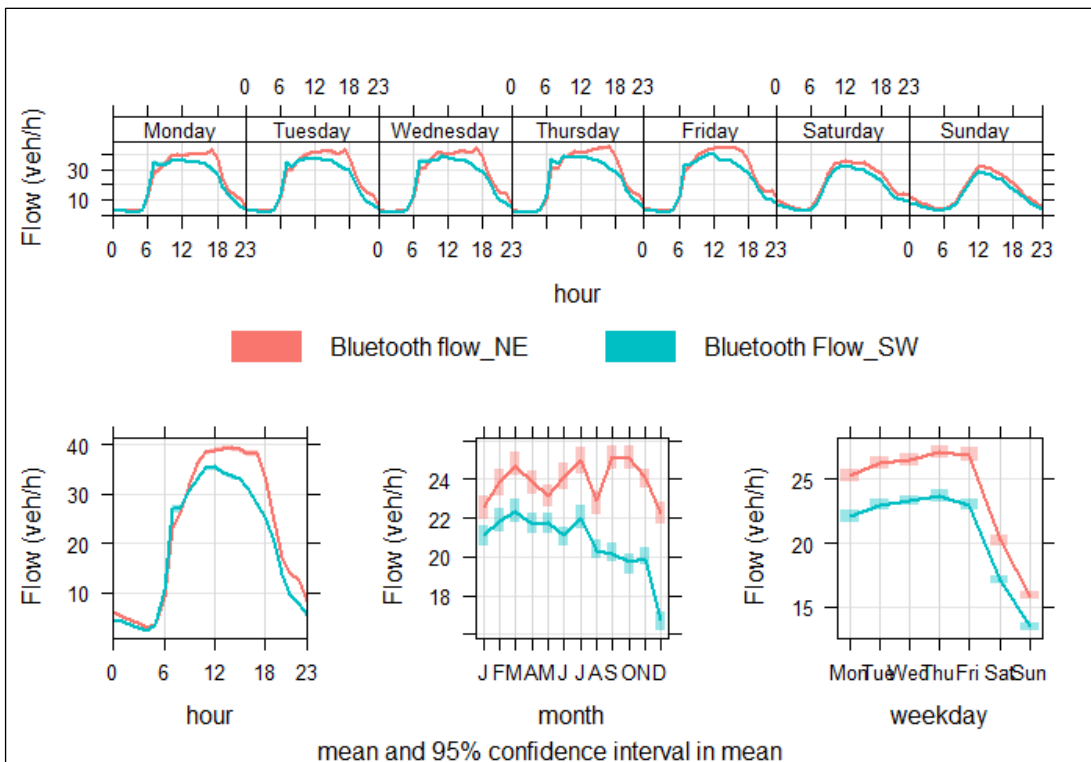 0 6 12 18 23 0 6 12 18 23 0 6 12 18 23
Monday Tuesday Wednesday Thursday Friday Saturday Sunday
30
10
Flow (veh/h)
0 6 12 18 23 0 6 12 18 23 0 6 12 18 23 0 6 12 18 23
hour
Bluetooth flow_NE Bluetooth Flow_SW
40
30
20
10
Flow (veh/h)
0 6 12 18 23
hour
24
22
20
18
Flow (veh/h)
J F M A M J J A S O N D
month
25
20
15
Flow (veh/h)
Mon Tue Wed Thu Fri Sat Sun
weekday
mean and 95% confidence interval in mean